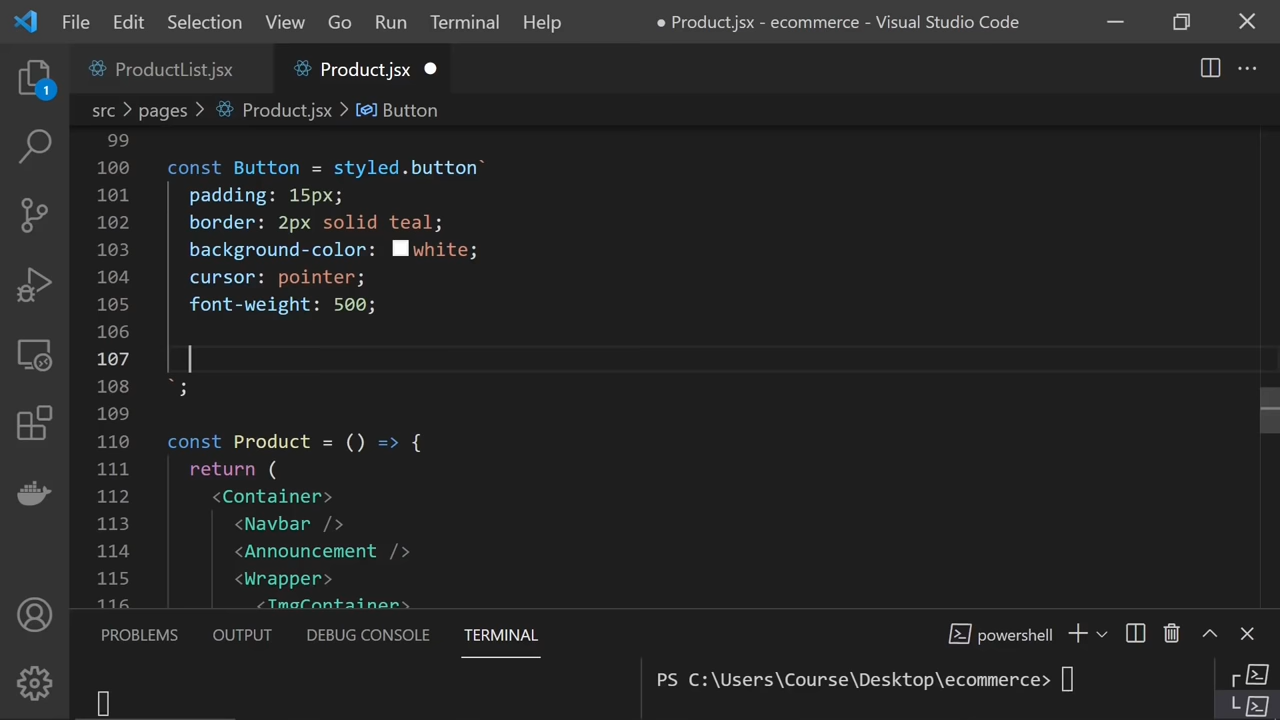 File Edit Selection View Go Run Terminal Help ● Product.jsx - ecommerce - Visual Studio Code
ProductList.jsx Product.jsx
1
src > pages > Product.jsx > Button
99
100 const Button = styled.button`
101 padding: 15px;
102 border: 2px solid teal;
103 background-color: white;
104 cursor: pointer;
105 font-weight: 500;
106
107
108 `;
109
110 const Product = () => {
111 return (
112 <Container>
113 <Navbar />
114 <Announcement />
115 <Wrapper>
116 <ImgContainer>
PROBLEMS OUTPUT DEBUG CONSOLE TERMINAL powershell
PS C:\Users\Course\Desktop\ecommerce>